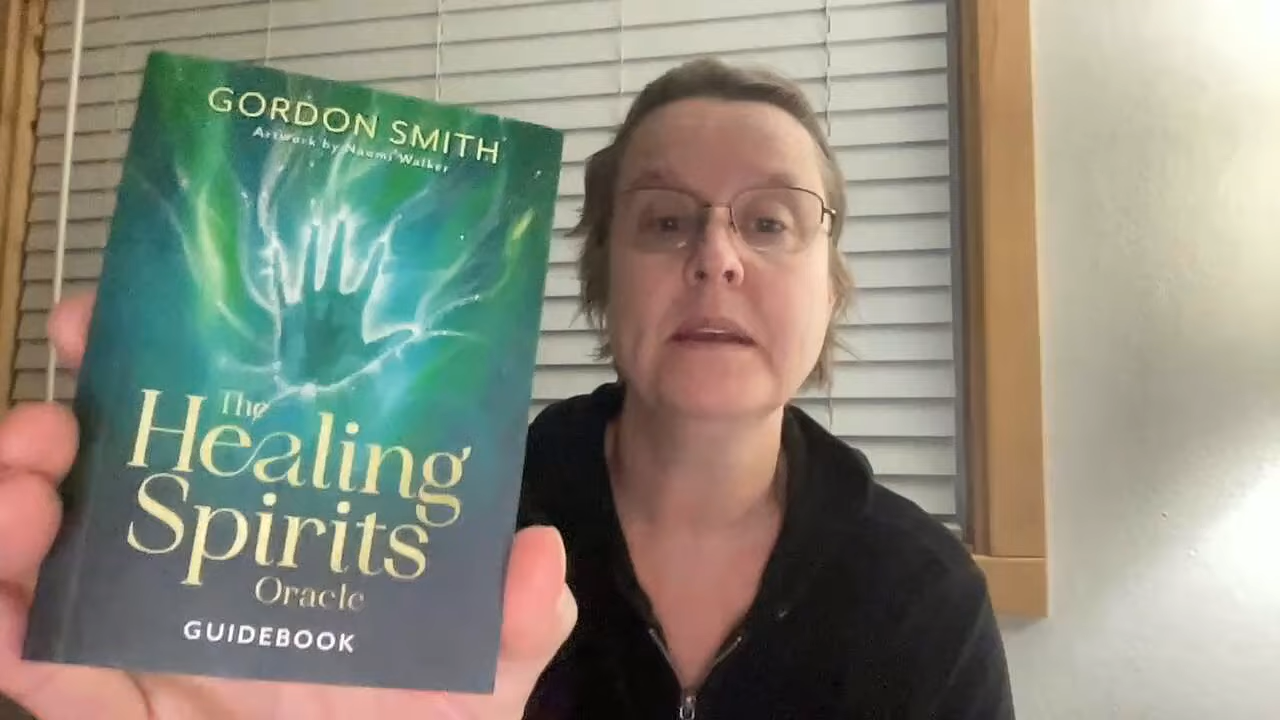 GORDON SMITH
Artwork by Naomi Walker
The
Healing
Spirits
Oracle
GUIDEBOOK